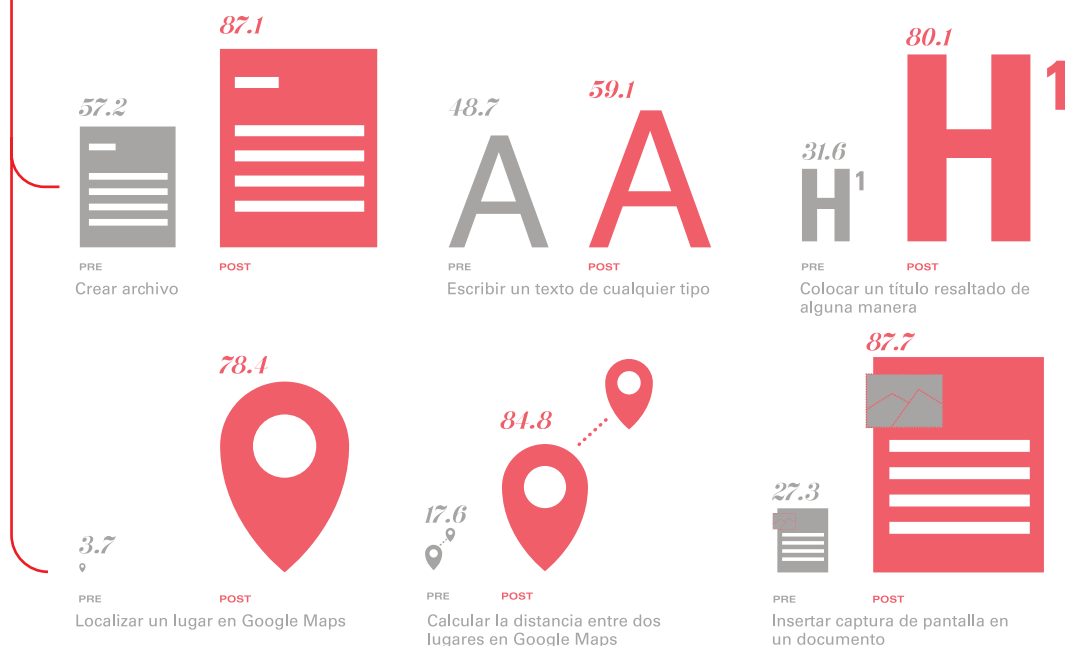 57.2
87.1
PRE
POST
Crear archivo
48.7
59.1
A
A
PRE
POST
Escribir un texto de cualquier tipo
31.6
80.1
H1
H1
PRE
POST
Colocar un título resaltado de
alguna manera
3.7
78.4
PRE
POST
Localizar un lugar en Google Maps
17.6
84.8
PRE
POST
Calcular la distancia entre dos
lugares en Google Maps
27.3
87.7
PRE
POST
Insertar captura de pantalla en
un documento